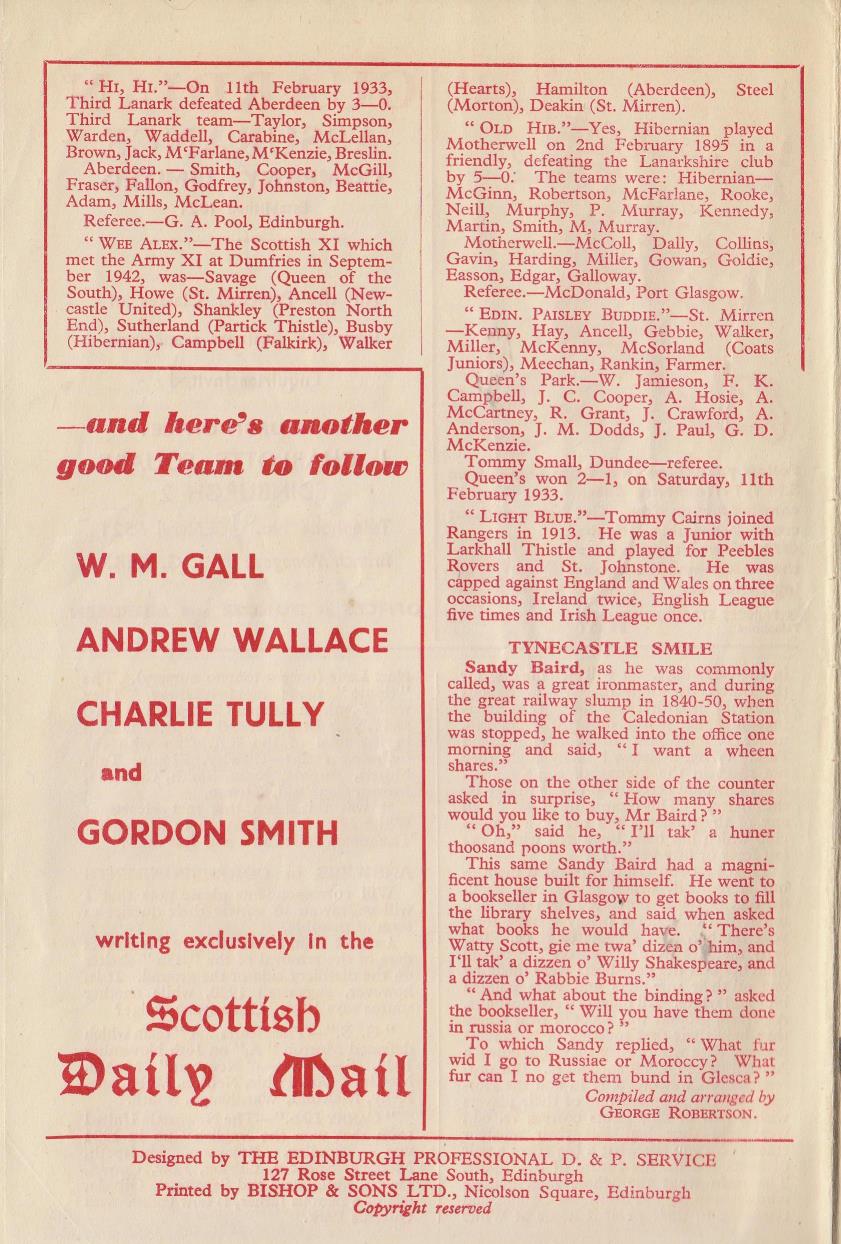 " HI, HI."—On 11th February 1933,
Third Lanark defeated Aberdeen by 3—0.
Third Lanark team—Taylor, Simpson,
Warden, Waddell, Carabine, McLellan,
Brown, Jack, M‘Farlane, M‘Kenzie, Breslin.
Aberdeen. — Smith, Cooper, McGill,
Fraser, Fallon, Godfrey, Johnston, Beattie,
Adam, Mills, McLean.
Referee.—G. A. Pool, Edinburgh.
" WEE ALEX."—The Scottish XI which
met the Army XI at Dumfries in Septem-
ber 1942, was—Savage (Queen of the
South), Howe (St. Mirren), Ancell (New-
castle United), Shankley (Preston North
End), Sutherland (Partick Thistle), Busby
(Hibernian), Campbell (Falkirk), Walker
(Hearts), Hamilton (Aberdeen), Steel
(Morton), Deakin (St. Mirren).
" OLD HIB."—Yes, Hibernian played
Motherwell on 2nd February 1895 in a
friendly, defeating the Lanarkshire club
by 5—0. The teams were: Hibernian—
McGinn, Robertson, McFarlane, Rooke,
Neill, Murphy, P. Murray, Kennedy,
Martin, Smith, M, Murray.
Motherwell.—McColl, Dally, Collins,
Gavin, Harding, Miller, Gowan, Goldie,
Easson, Edgar, Galloway.
Referee.—McDonald, Port Glasgow.
" EDIN. PAISLEY BUDDIE."—St. Mirren
—Kenny, Hay, Ancell, Gebbie, Walker,
Miller, McKenny, McSorland (Coats
Juniors), Meechan, Rankin, Farmer.
Queen's Park.—W. Jamieson, F. K.
Campbell, J. C. Cooper, A. Hosie, A.
McCartney, R. Grant, J. Crawford, A.
Anderson, J. M. Dodds, J. Paul, G. D.
McKenzie.
Tommy Small, Dundee—referee.
Queen's won 2—1, on Saturday, 11th
February 1933.
" LIGHT BLUE."—Tommy Cairns joined
Rangers in 1913. He was a Junior with
Larkhall Thistle and played for Peebles
Rovers and St. Johnstone. He was
capped against England and Wales on three
occasions, Ireland twice, English League
five times and Irish League once.
TYNECASTLE SMILE
Sandy Baird, as he was commonly
called, was a great ironmaster, and during
the great railway slump in 1840-50, when
the building of the Caledonian Station
was stopped, he walked into the office one
morning and said, " I want a wheen
shares."
Those on the other side of the counter
asked in surprise, " How many shares
would you like to buy, Mr Baird? "
" Oh," said he, " I'll tak' a huner
thoosand poons worth."
This same Sandy Baird had a magni-
ficent house built for himself. He went to
a bookseller in Glasgow to get books to fill
the library shelves, and said when asked
what books he would have. " There's
Watty Scott, gie me twa' dizen o' him, and
I'll tak' a dizzen o' Willy Shakespeare, and
a dizzen o' Rabbie Burns."
" And what about the binding? " asked
the bookseller, " Will you have them done
in russia or morocco? "
To which Sandy replied, " What fur
wid I go to Russiae or Moroccy? What
fur can I no get them bund in Glesca? "
Compiled and arranged by
GEORGE ROBERTSON.
—and here's another
good Team to follow
W. M. GALL
ANDREW WALLACE
CHARLIE TULLY
and
GORDON SMITH
writing exclusively in the
Scottish
Daily Mail
Designed by THE EDINBURGH PROFESSIONAL D. & P. SERVICE
127 Rose Street Lane South, Edinburgh
Printed by BISHOP & SONS LTD., Nicolson Square, Edinburgh
Copyright reserved